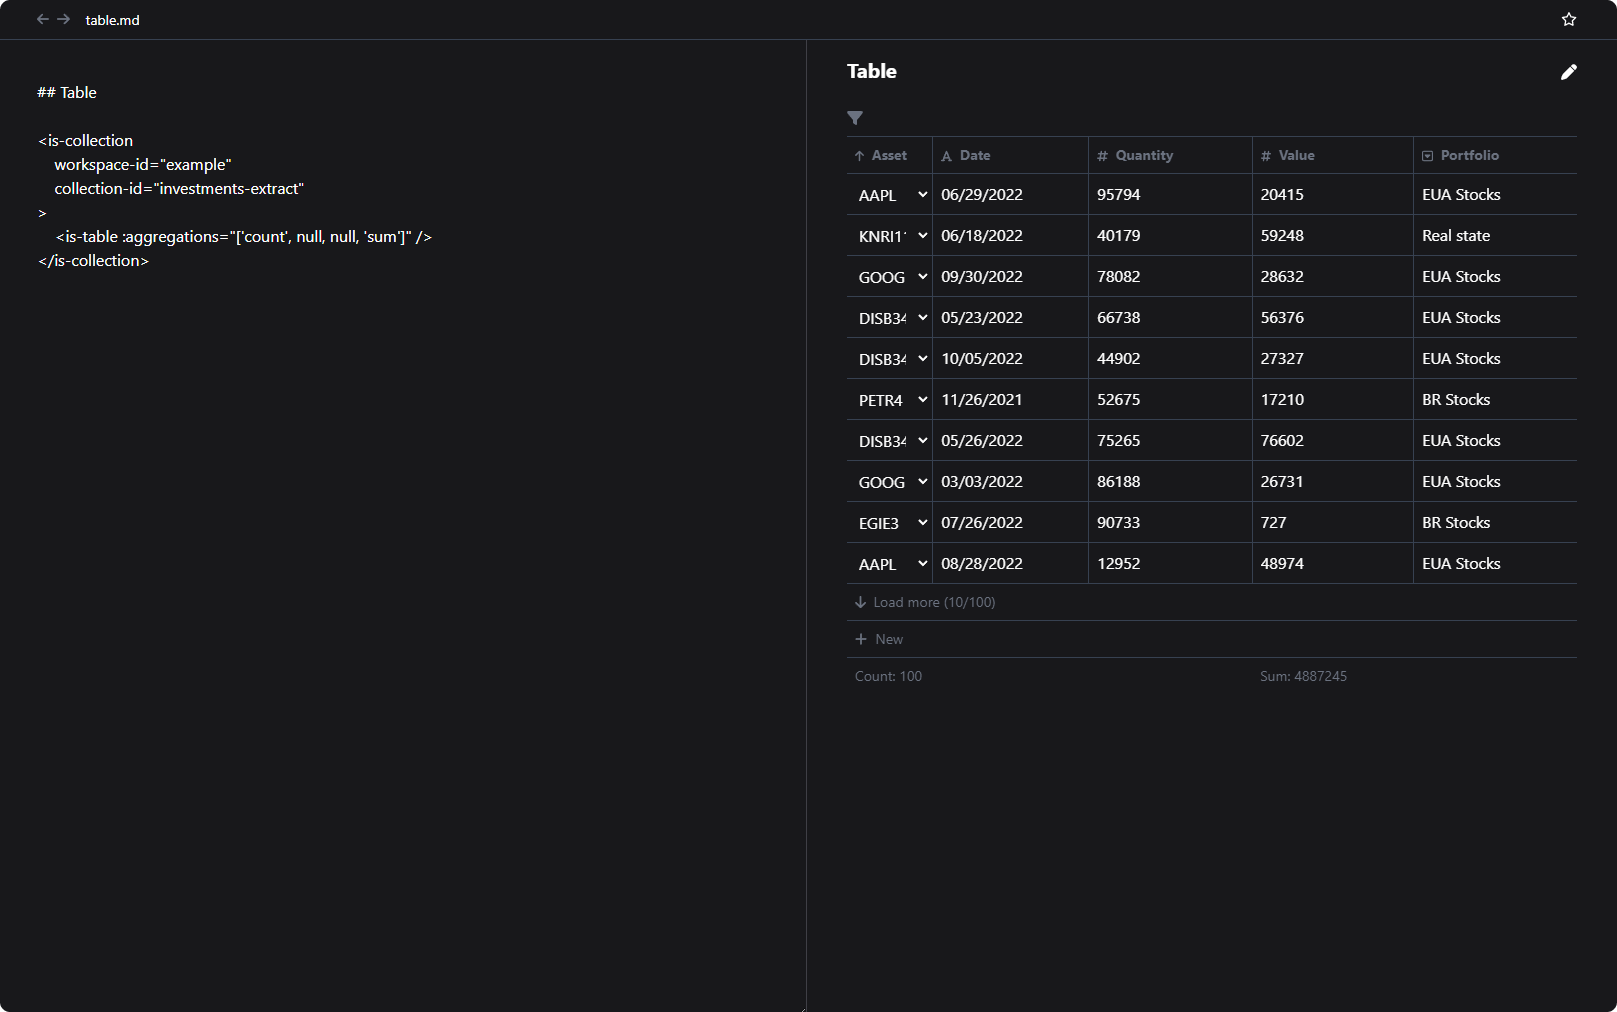 table.md
## Table
<is-collection
workspace-id="example"
collection-id="investments-extract"
>
<is-table :aggregations="['count', null, null, 'sum']" />
</is-collection>
Table
Asset Date Quantity Value Portfolio
AAPL 06/29/2022 95794 20415 EUA Stocks
06/18/2022 40179 59248 Real state
GOOG 09/30/2022 78082 28632 EUA Stocks
DISB34 05/23/2022 66738 56376 EUA Stocks
DISB34 10/05/2022 44902 27327 EUA Stocks
PETR4 11/26/2021 52675 17210 BR Stocks
DISB34 05/26/2022 75265 76602 EUA Stocks
GOOG 03/03/2022 86188 26731 EUA Stocks
EGIE3 07/26/2022 90733 727 BR Stocks
AAPL 08/28/2022 12952 48974 EUA Stocks
Load more (10/100)
+ New
Count: 100 Sum: 4887245